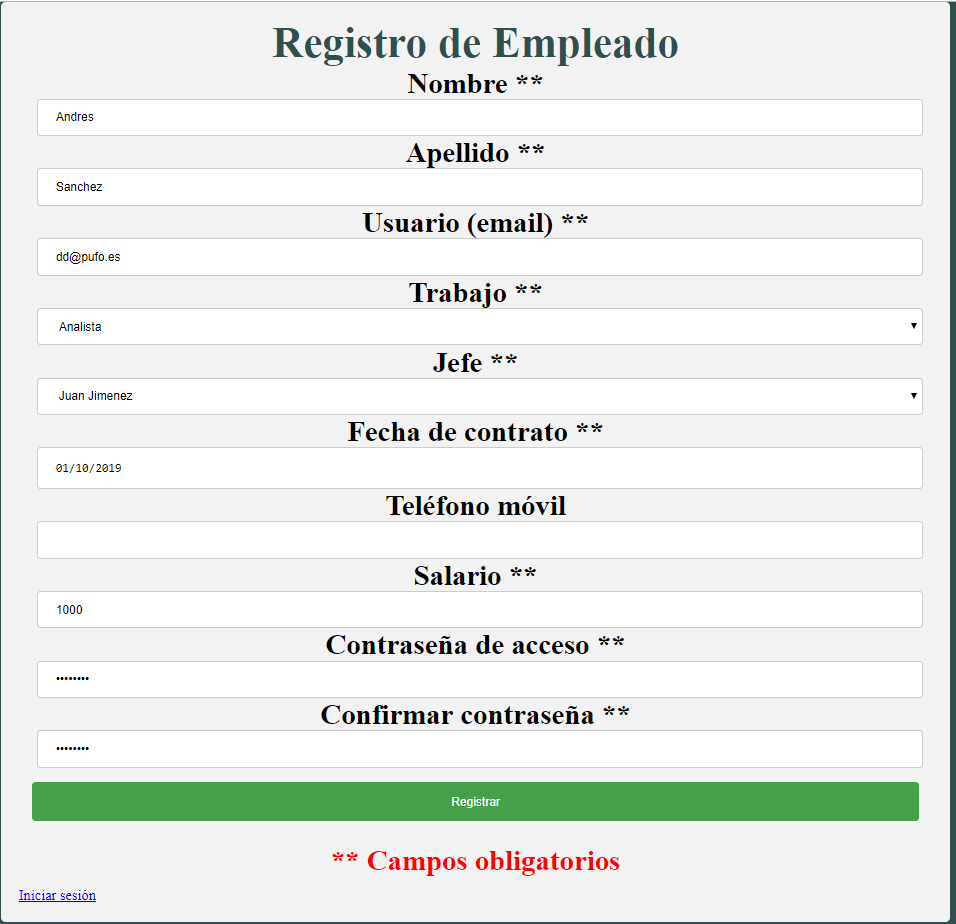 Registro de Empleado
Nombre **
Andres
Apellido **
Sanchez
Usuario (email) **
dd@pufo.es
Trabajo **
Analista
Jefe **
Juan Jimenez
Fecha de contrato **
01/10/2019
Teléfono móvil
Salario **
1000
Contraseña de acceso **
••••••••
Confirmar contraseña **
••••••••
Registrar
** Campos obligatorios
Iniciar sesión